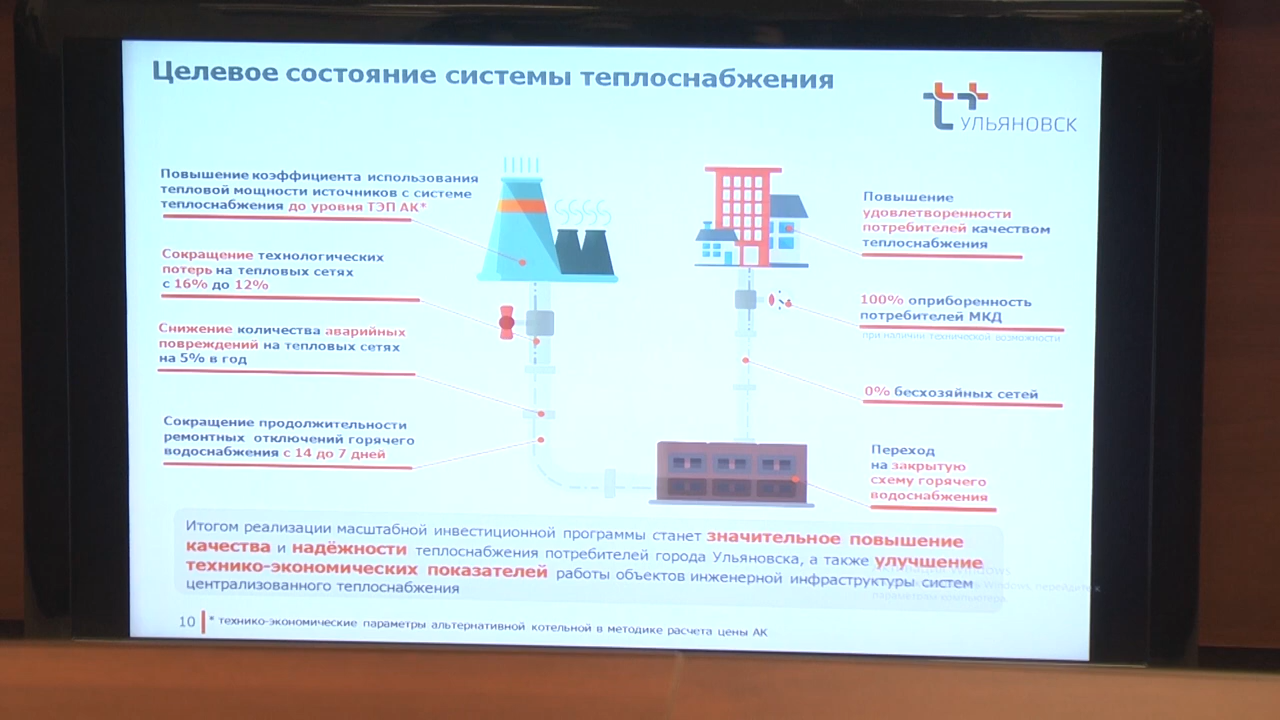 Целевое состояние системы теплоснабжения
УЛЬЯНОВСК
Повышение коэффициента использования
тепловой мощности источников с системе
теплоснабжения до уровня ТЭП АК*
Сокращение технологических
потерь на тепловых сетях
с 16% до 12%
Снижение количества аварийных
повреждений на тепловых сетях
на 5% в год
Сокращение продолжительности
ремонтных отключений горячего
водоснабжения с 14 до 7 дней
Повышение
удовлетворенности
потребителей качеством
теплоснабжения
100% оприборенность
потребителей МКД
при наличии технической возможности
0% бесхозяйных сетей
Переход
на закрытую
схему горячего
водоснабжения
Итогом реализации масштабной инвестиционной программы станет значительное повышение
качества и надёжности теплоснабжения потребителей города Ульяновска, а также улучшение
технико-экономических показателей работы объектов инженерной инфраструктуры систем
централизованного теплоснабжения
Windows
Windows, перейдите к
параметрам компьютера.
10 * технико-экономические параметры альтернативной котельной в методике расчета цены АК